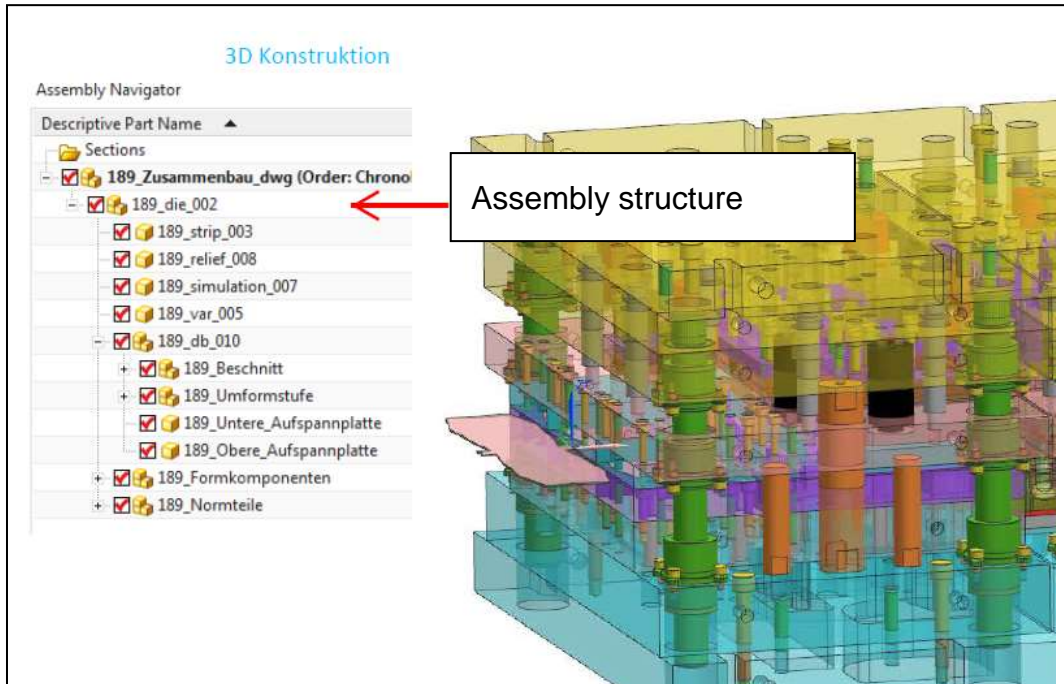 3D Konstruktion
Assembly Navigator
Descriptive Part Name
Sections
189_Zusammenbau_dwg (Order: Chronol
189_die_002
189_strip_003
189_relief_008
189_simulation_007
189_var_005
189_db_010
189_Beschnitt
189_Umformstufe
189_Untere_Aufspannplatte
189_Obere_Aufspannplatte
189_Formkomponenten
189_Normteile
Assembly structure